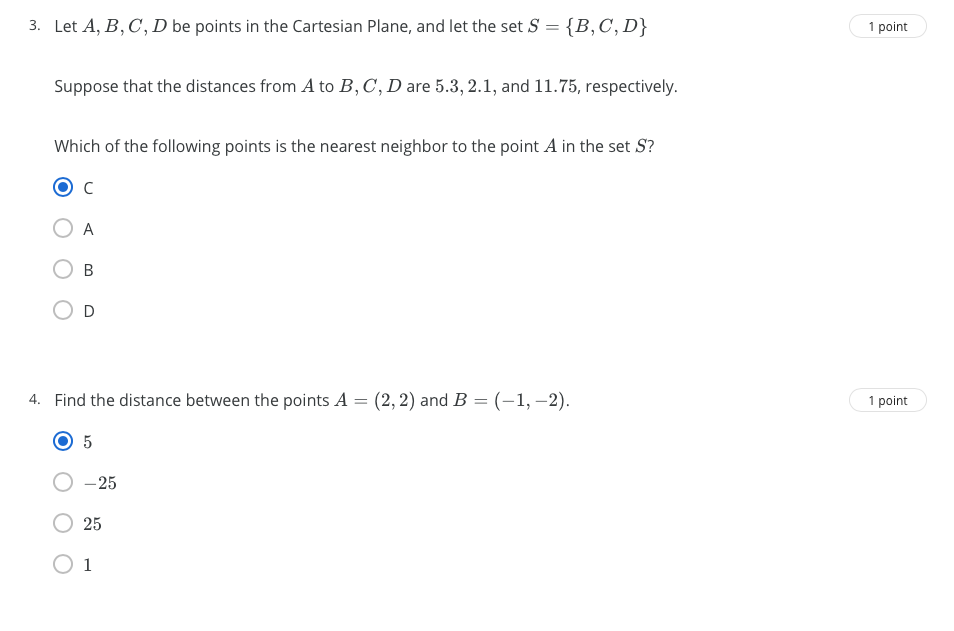 3. Let A, B, C, D be points in the Cartesian Plane, and let the set S = {B, C, D}
1 point
Suppose that the distances from A to B, C, D are 5.3, 2.1, and 11.75, respectively.
Which of the following points is the nearest neighbor to the point A in the set S?
C
A
B
D
4. Find the distance between the points A = (2, 2) and B = (−1, −2).
1 point
5
−25
25
1